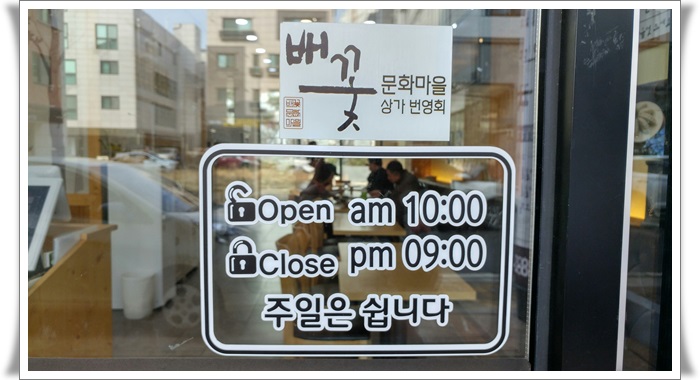 배꽃
문화마을
상가 번영회
Open am 10:00
Close pm 09:00
주일은 쉽니다